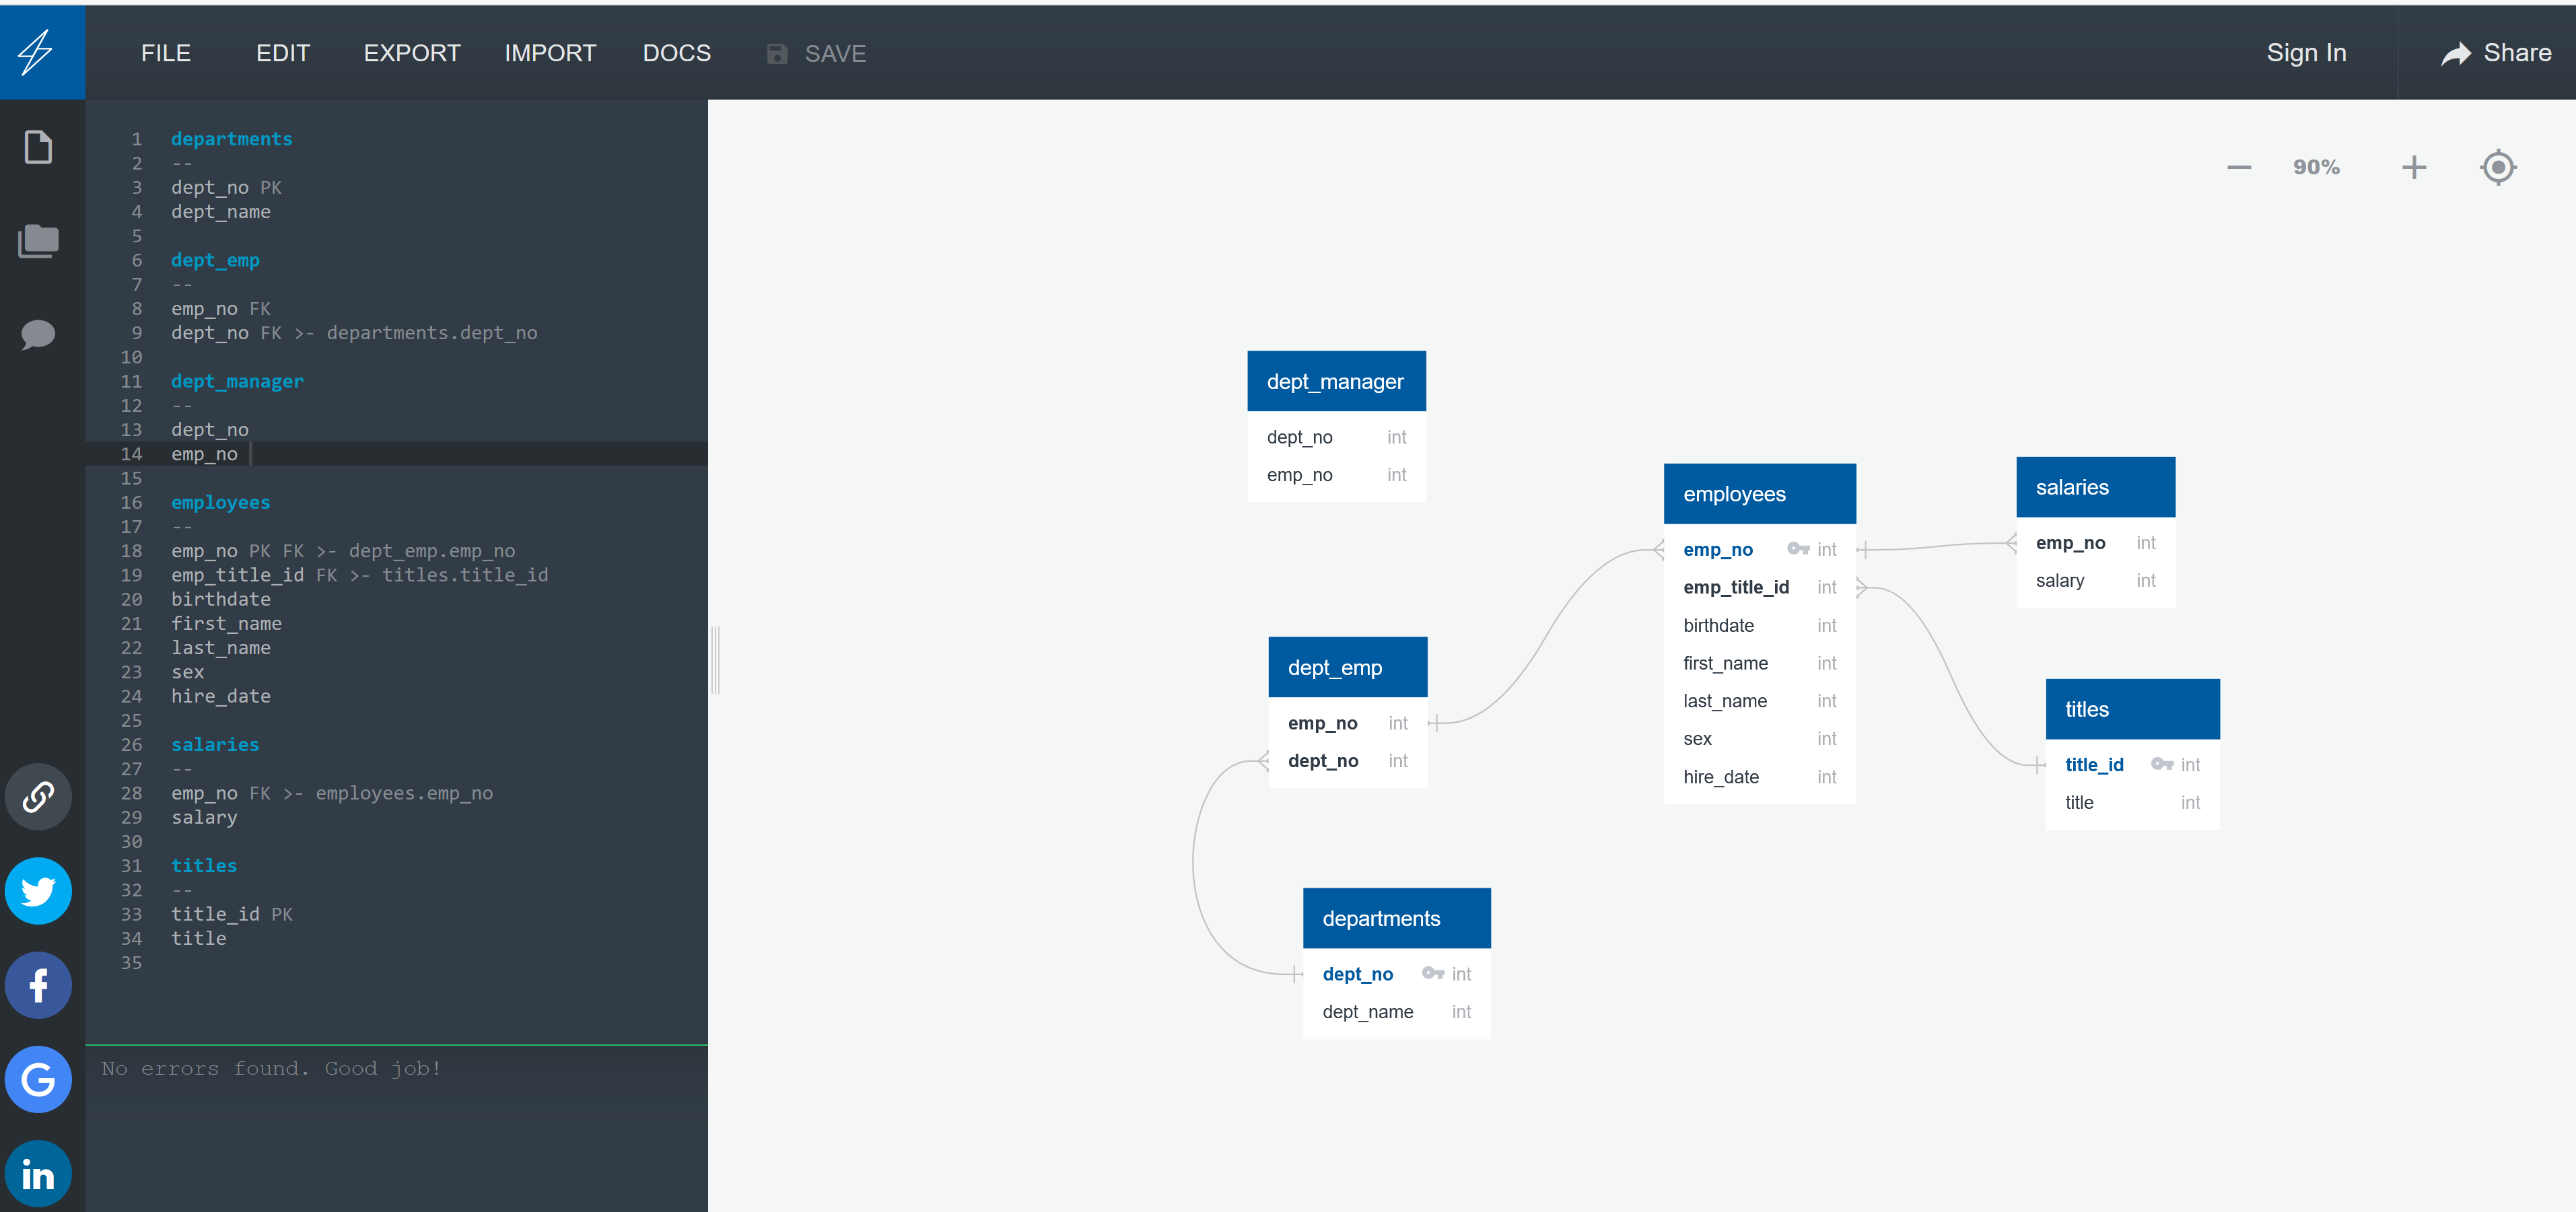 FILE EDIT EXPORT IMPORT DOCS SAVE Sign In Share
1 departments
2 --
3 dept_no PK
4 dept_name
5
6 dept_emp
7 --
8 emp_no FK
9 dept_no FK >- departments.dept_no
10
11 dept_manager
12 --
13 dept_no
14 emp_no
15
16 employees
17 --
18 emp_no PK FK >- dept_emp.emp_no
19 emp_title_id FK >- titles.title_id
20 birthdate
21 first_name
22 last_name
23 sex
24 hire_date
25
26 salaries
27 --
28 emp_no FK >- employees.emp_no
29 salary
30
31 titles
32 --
33 title_id PK
34 title
35
No errors found. Good job!
90%
dept_manager
dept_no int
emp_no int
employees
emp_no int
emp_title_id int
birthdate int
first_name int
last_name int
sex int
hire_date int
salaries
emp_no int
salary int
dept_emp
emp_no int
dept_no int
titles
title_id int
title int
departments
dept_no int
dept_name int
f
G
in